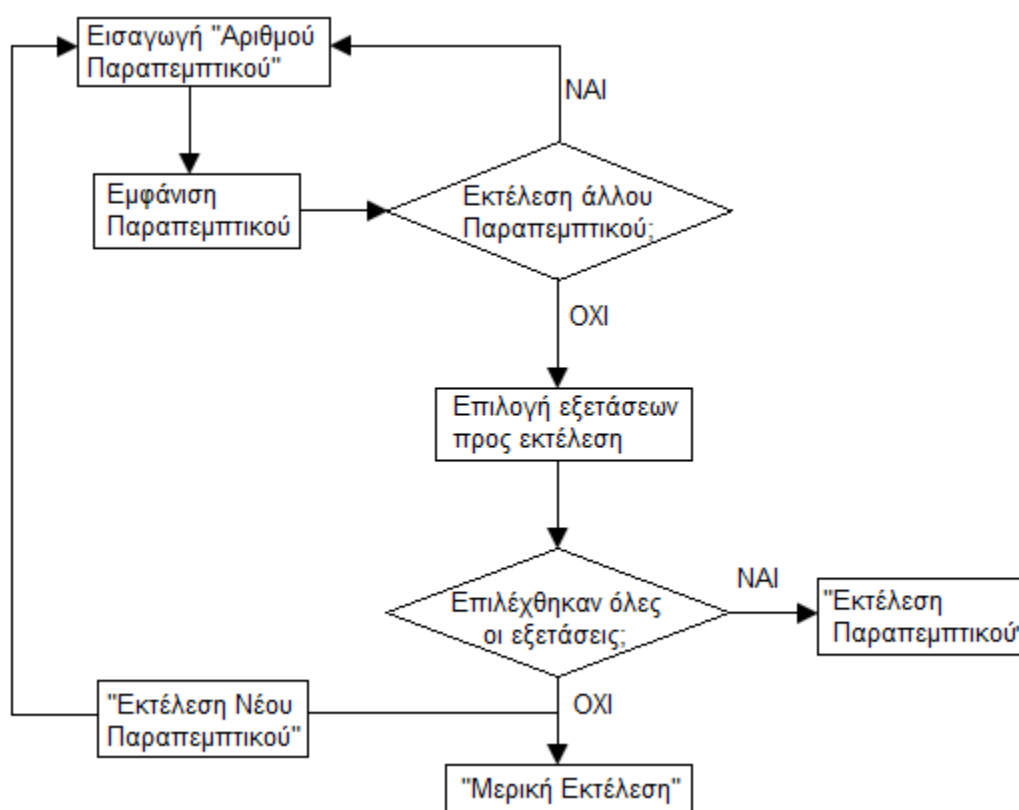 Εισαγωγή "Αριθμού
Παραπεμπτικού"
ΝΑΙ
Εμφάνιση
Παραπεμπτικού
Εκτέλεση άλλου
Παραπεμπτικού;
ΟΧΙ
Επιλογή εξετάσεων
προς εκτέλεση
Επιλέχθηκαν όλες
οι εξετάσεις;
ΝΑΙ
"Εκτέλεση
Παραπεμπτικού"
"Εκτέλεση Νέου
Παραπεμπτικού"
ΟΧΙ
"Μερική Εκτέλεση"